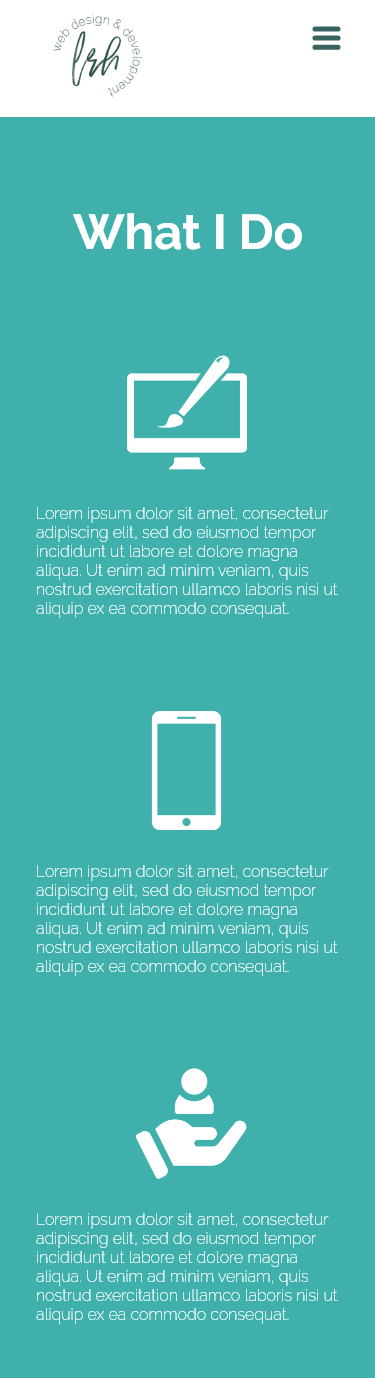 web design & development
lrh
What I Do
Lorem ipsum dolor sit amet, consectetur
adipiscing elit, sed do eiusmod tempor
incididunt ut labore et dolore magna
aliqua. Ut enim ad minim veniam, quis
nostrud exercitation ullamco laboris nisi ut
aliquip ex ea commodo consequat.
Lorem ipsum dolor sit amet, consectetur
adipiscing elit, sed do eiusmod tempor
incididunt ut labore et dolore magna
aliqua. Ut enim ad minim veniam, quis
nostrud exercitation ullamco laboris nisi ut
aliquip ex ea commodo consequat.
Lorem ipsum dolor sit amet, consectetur
adipiscing elit, sed do eiusmod tempor
incididunt ut labore et dolore magna
aliqua. Ut enim ad minim veniam, quis
nostrud exercitation ullamco laboris nisi ut
aliquip ex ea commodo consequat.